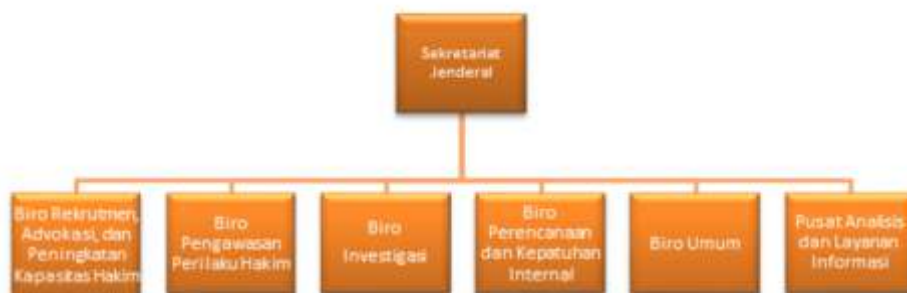 Sekretariat
Jenderal
Biro Rekrutmen,
Advokasi, dan
Peningkatan
Kapasitas Hakim
Biro
Pengawasan
Perilaku Hakim
Biro
Investigasi
Biro
Perencanaan
dan Kepatuhan
Internal
Biro Umum
Pusat Analisis
dan Layanan
Informasi